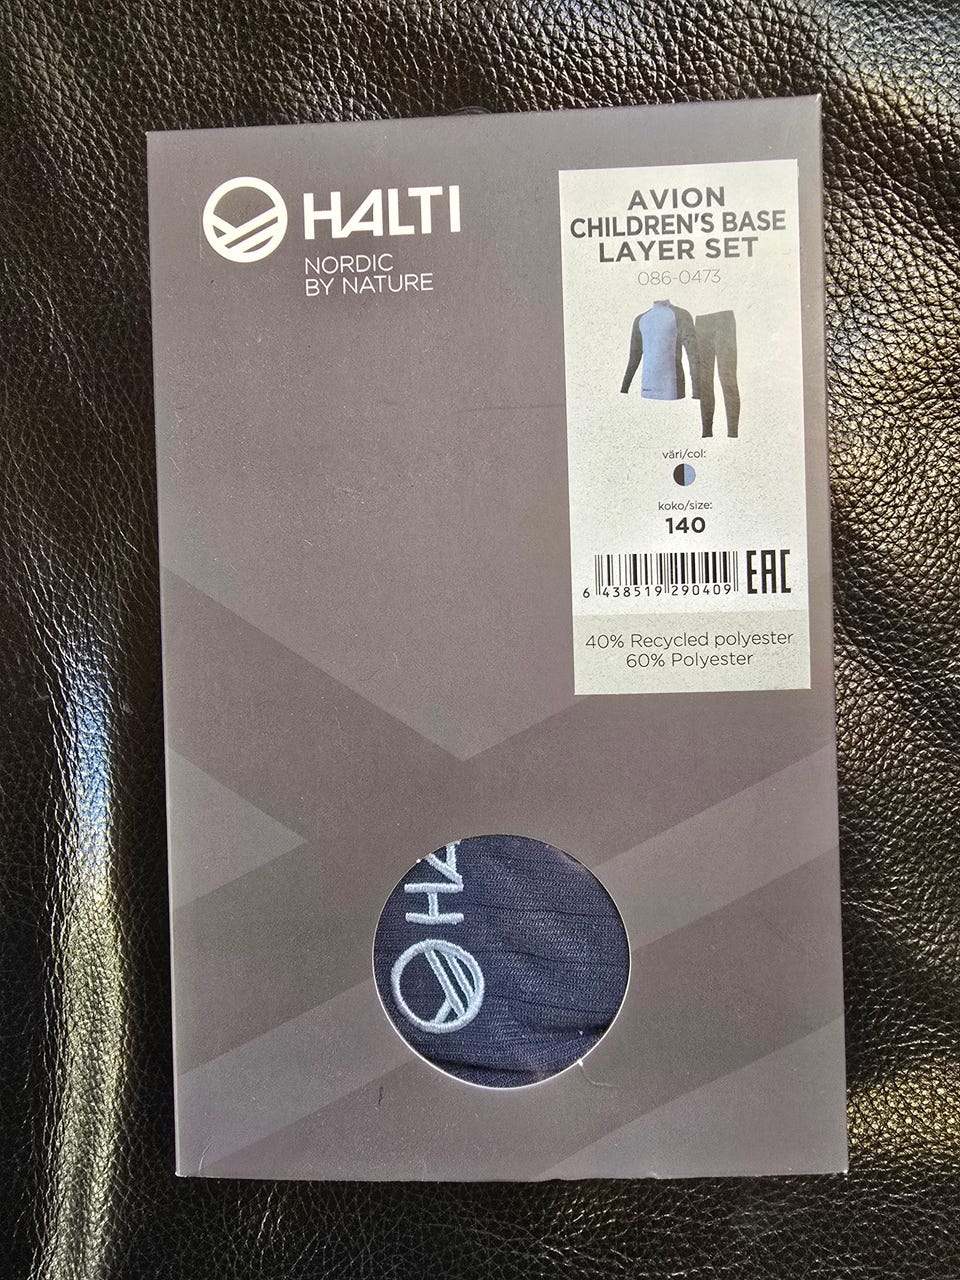 HALTI
NORDIC
BY NATURE
AVION
CHILDREN'S BASE
LAYER SET
086-0473
väri/col:
koko/size:
140
6 438519 290409
EAC
40% Recycled polyester
60% Polyester
HA